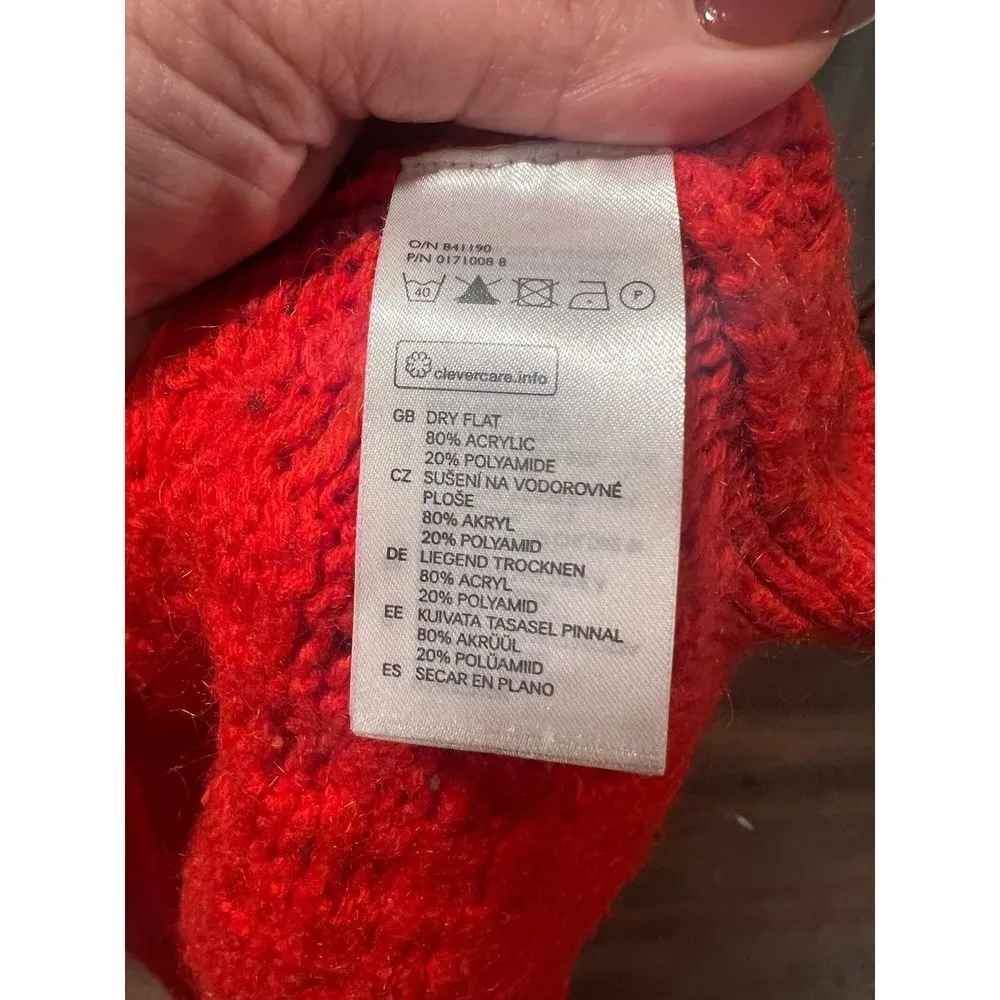 O/N 841190
P/N 0171008 8
40 P
clevercare.info
GB DRY FLAT
80% ACRYLIC
20% POLYAMIDE
CZ SUŠENÍ NA VODOROVNÉ
PLOŠE
80% AKRYL
20% POLYAMID
DE LIEGEND TROCKNEN
80% ACRYL
20% POLYAMID
EE KUIVATA TASASEL PINNAL
80% AKRÜÜL
20% POLÜAMIID
ES SECAR EN PLANO